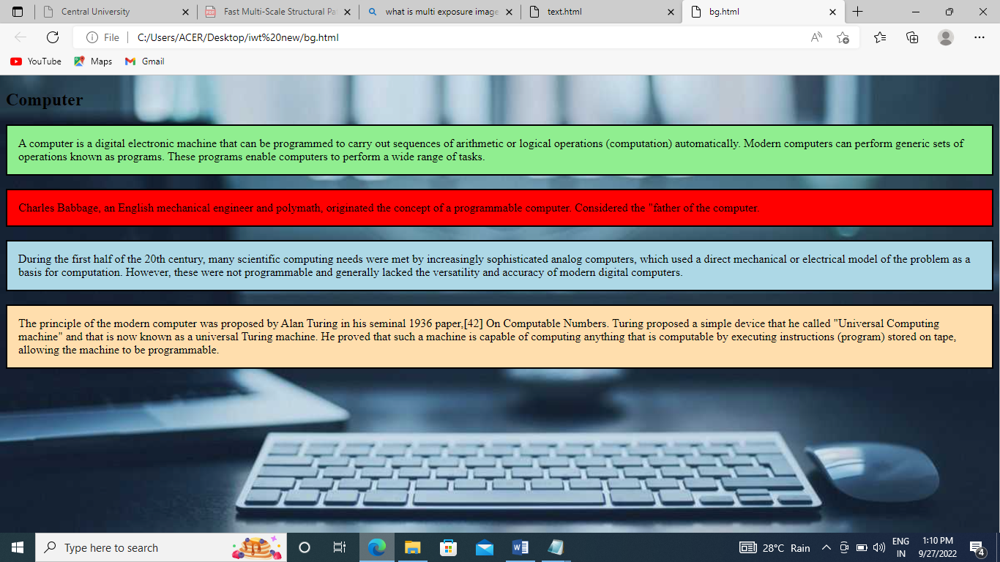 Central University
Fast Multi-Scale Structural Pa
what is multi exposure image
text.html
bg.html
File
C:/Users/ACER/Desktop/iwt%20new/bg.html
YouTube
Maps
Gmail
Computer
A computer is a digital electronic machine that can be programmed to carry out sequences of arithmetic or logical operations (computation) automatically. Modern computers can perform generic sets of
operations known as programs. These programs enable computers to perform a wide range of tasks.
Charles Babbage, an English mechanical engineer and polymath, originated the concept of a programmable computer. Considered the "father of the computer.
During the first half of the 20th century, many scientific computing needs were met by increasingly sophisticated analog computers, which used a direct mechanical or electrical model of the problem as a
basis for computation. However, these were not programmable and generally lacked the versatility and accuracy of modern digital computers.
The principle of the modern computer was proposed by Alan Turing in his seminal 1936 paper,[42] On Computable Numbers. Turing proposed a simple device that he called "Universal Computing
machine" and that is now known as a universal Turing machine. He proved that such a machine is capable of computing anything that is computable by executing instructions (program) stored on tape,
allowing the machine to be programmable.
Type here to search
28°C Rain
ENG
IN
1:10 PM
9/27/2022
4